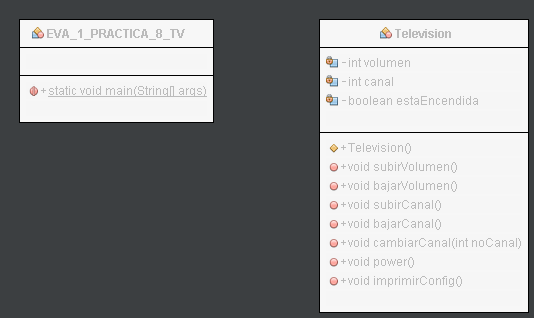 EVA_1_PRACTICA_8_TV
+ static void main(String[] args)
Television
- int volumen
- int canal
- boolean estaEncendida
+ Television()
+ void subirVolumen()
+ void bajarVolumen()
+ void subirCanal()
+ void bajarCanal()
+ void cambiarCanal(int noCanal)
+ void power()
+ void imprimirConfig()